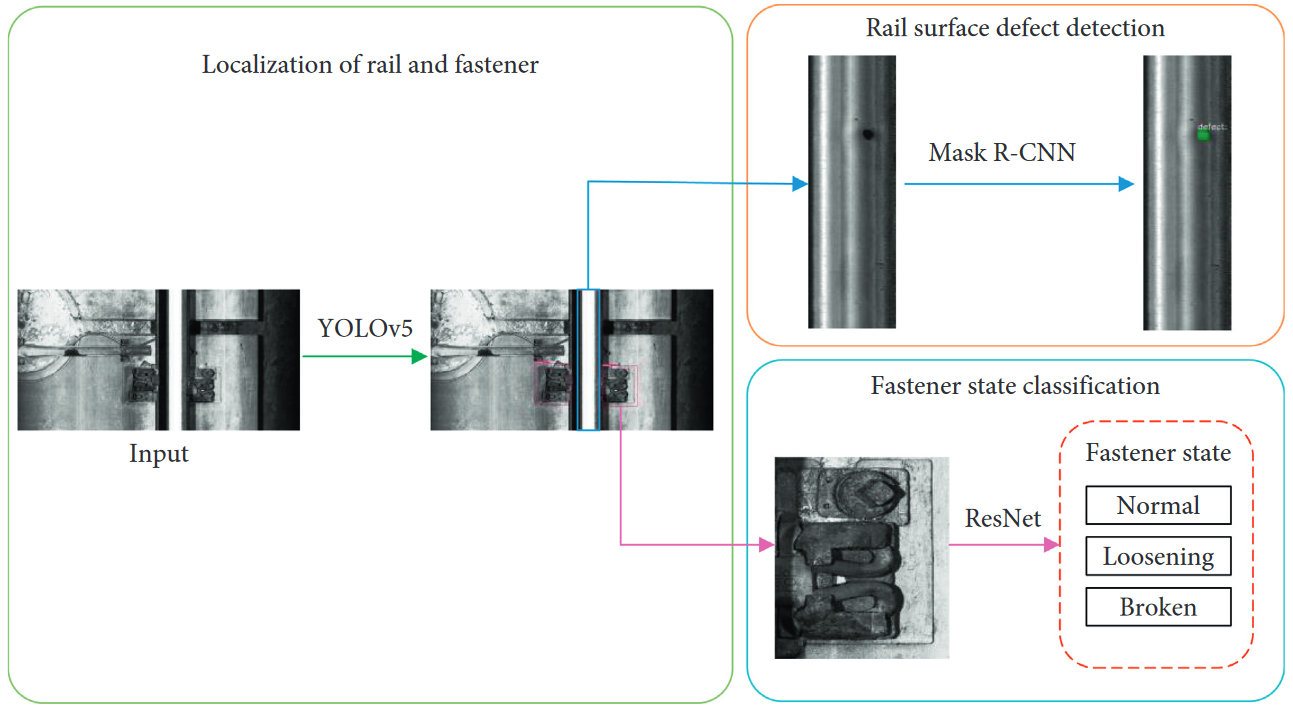 Localization of rail and fastener
Input
YOLOv5
Rail surface defect detection
Mask R-CNN
defect:
Fastener state classification
ResNet
Fastener state
Normal
Loosening
Broken